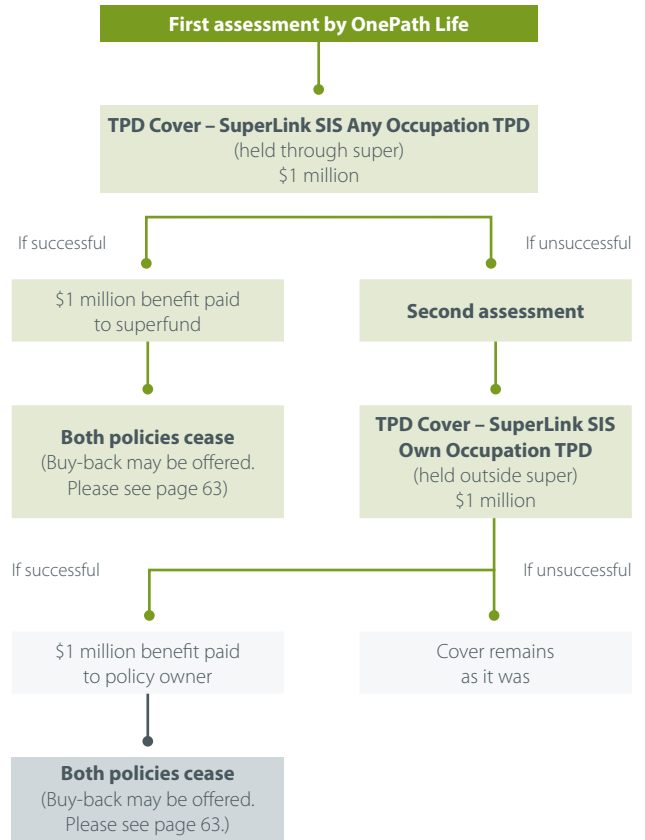 First assessment by OnePath Life
TPD Cover – SuperLink SIS Any Occupation TPD
(held through super)
$1 million
If successful
If unsuccessful
$1 million benefit paid
to superfund
Second assessment
Both policies cease
(Buy-back may be offered.
Please see page 63)
TPD Cover – SuperLink SIS
Own Occupation TPD
(held outside super)
$1 million
If successful
If unsuccessful
$1 million benefit paid
to policy owner
Cover remains
as it was
Both policies cease
(Buy-back may be offered.
Please see page 63.)